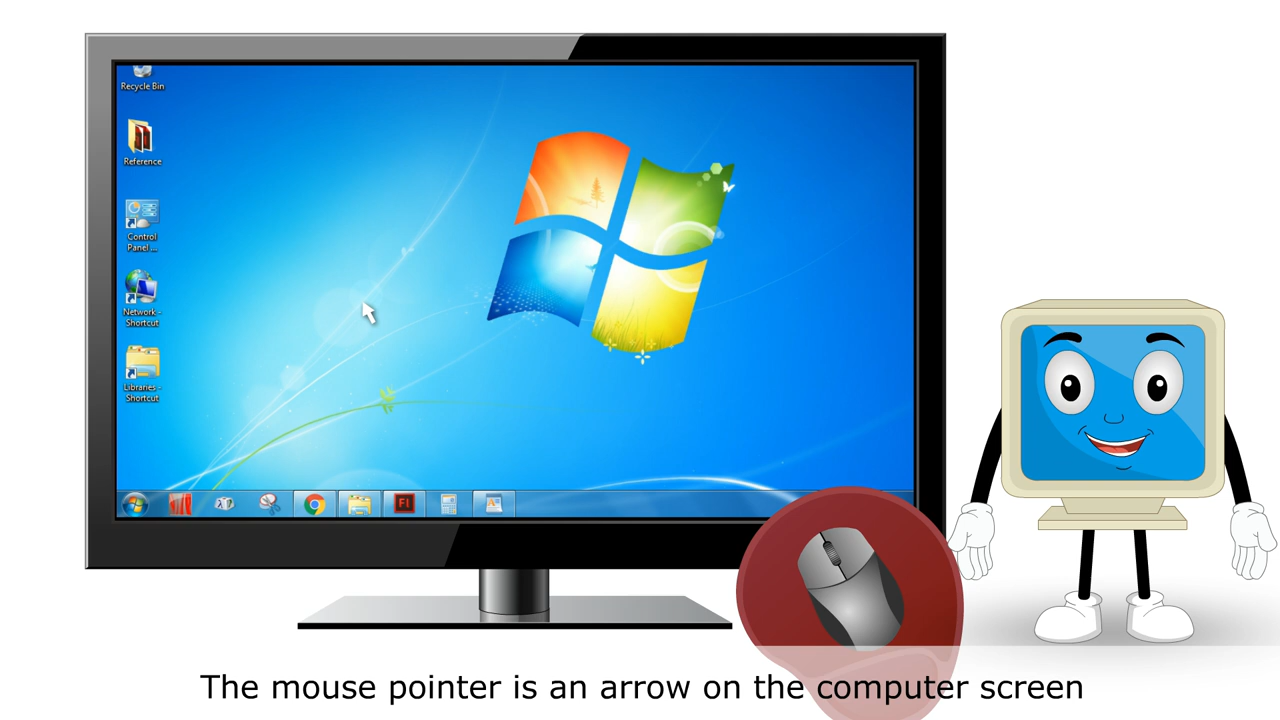 Recycle Bin
Reference
Control
Panel ...
Network -
Shortcut
Libraries -
Shortcut
Fl
The mouse pointer is an arrow on the computer screen